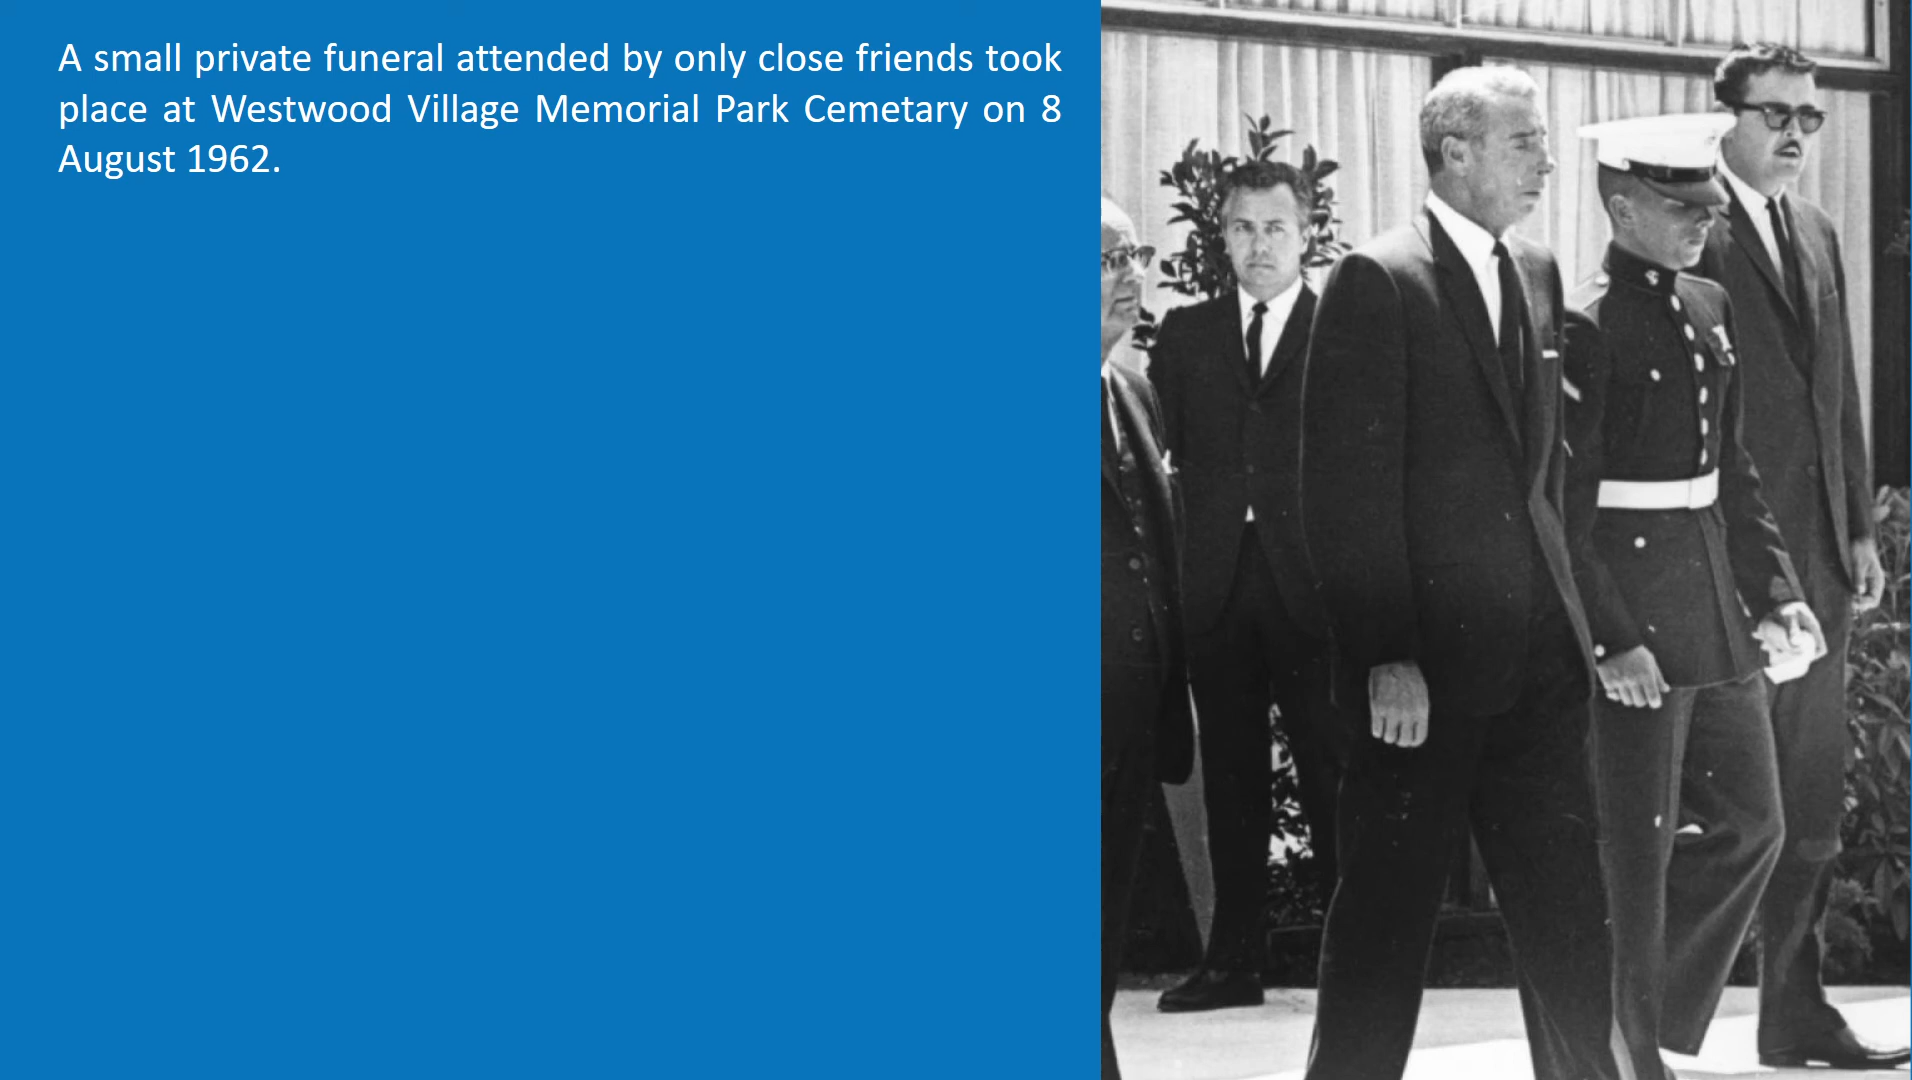 A small private funeral attended by only close friends took
place at Westwood Village Memorial Park Cemetary on 8
August 1962.